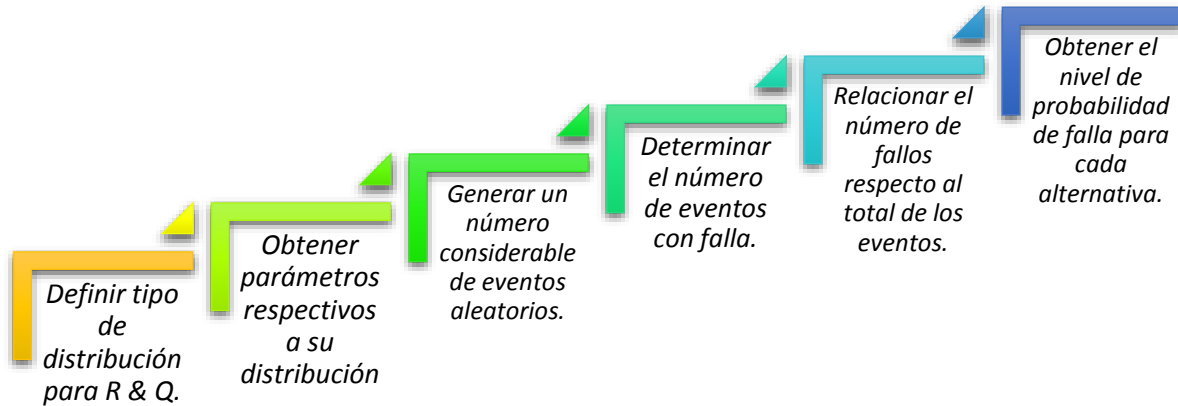 Definir tipo
de
distribución
para R & Q.
Obtener
parámetros
respectivos
a su
distribución
Generar un
número
considerable
de eventos
aleatorios.
Determinar
el número
de eventos
con falla.
Relacionar el
número de
fallos
respecto al
total de los
eventos.
Obtener el
nivel de
probabilidad
de falla para
cada
alternativa.